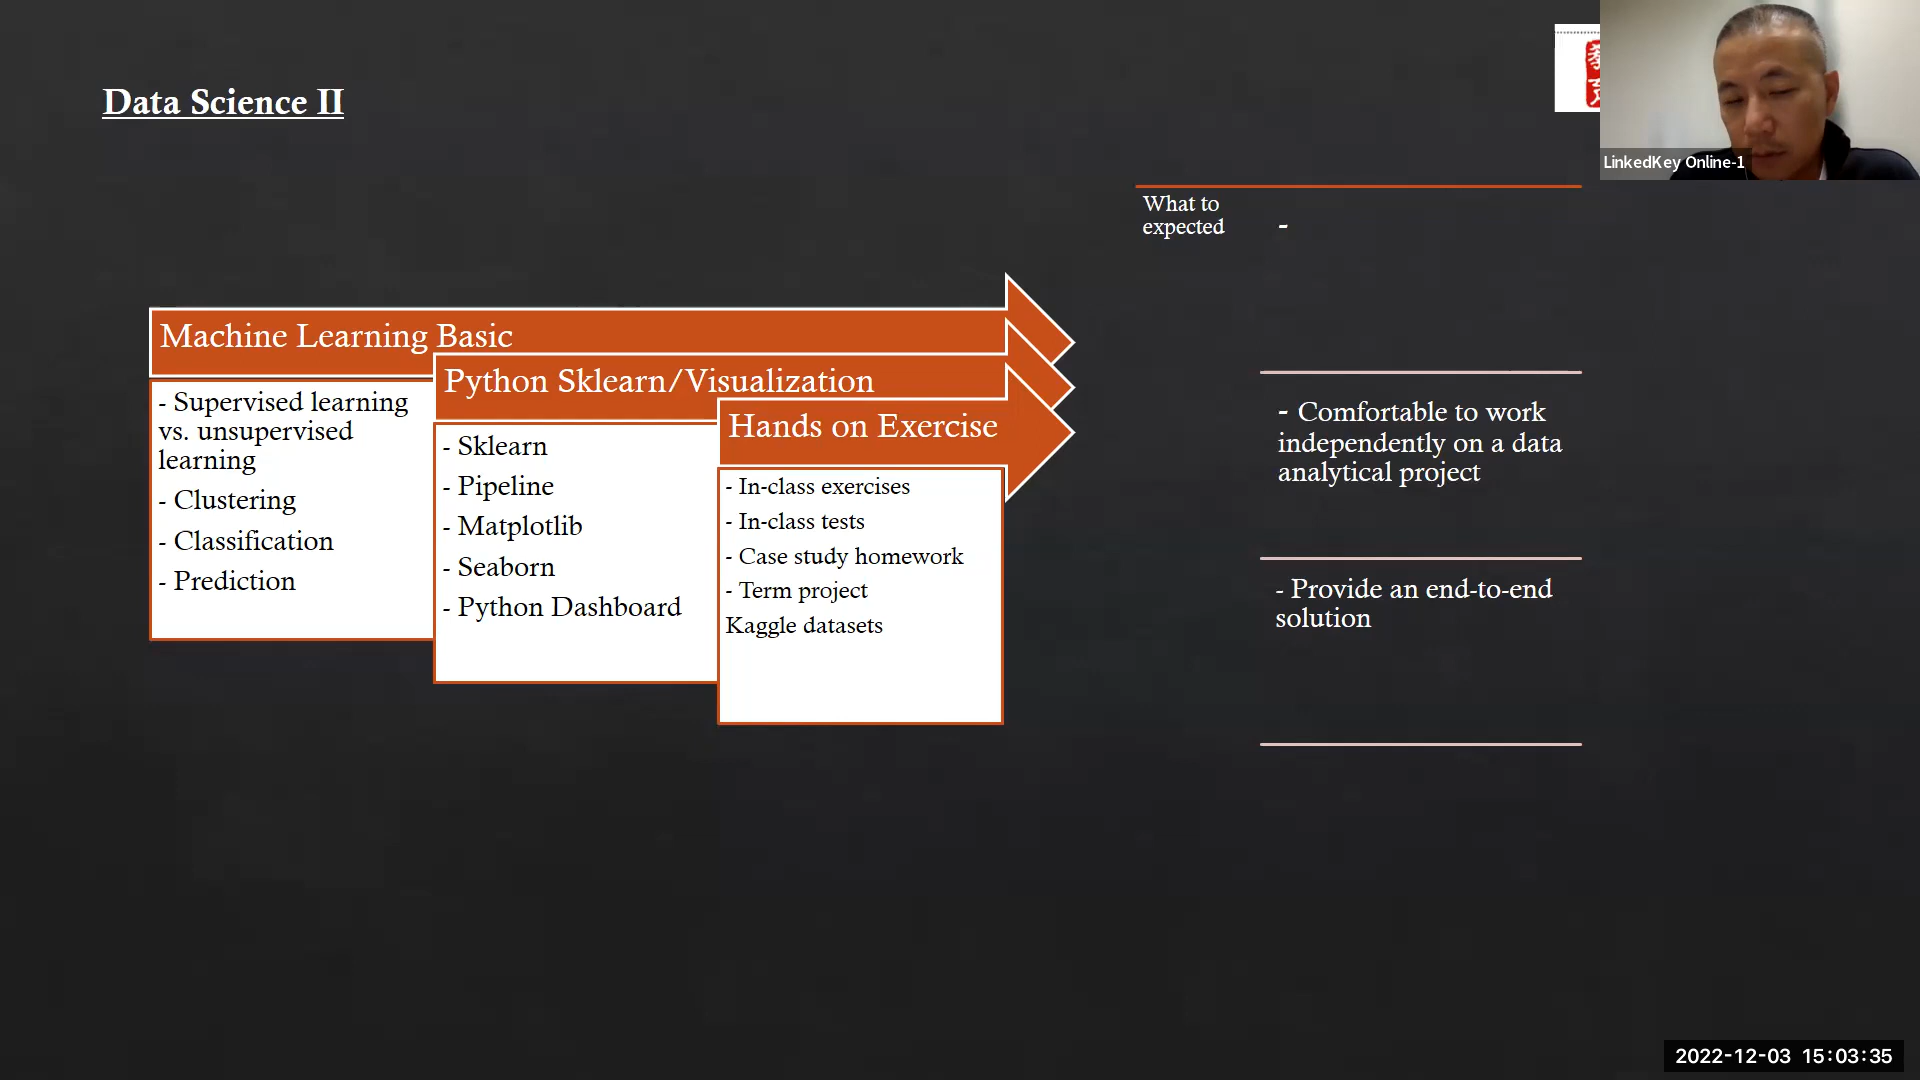 Data Science II
LinkedKey Online-1
What to
expected
-
Machine Learning Basic
- Supervised learning
vs. unsupervised
learning
- Clustering
- Classification
- Prediction
Python Sklearn/Visualization
- Sklearn
- Pipeline
- Matplotlib
- Seaborn
- Python Dashboard
Hands on Exercise
- In-class exercises
- In-class tests
- Case study homework
- Term project
Kaggle datasets
- Comfortable to work
independently on a data
analytical project
- Provide an end-to-end
solution
2022-12-03 15:03:35